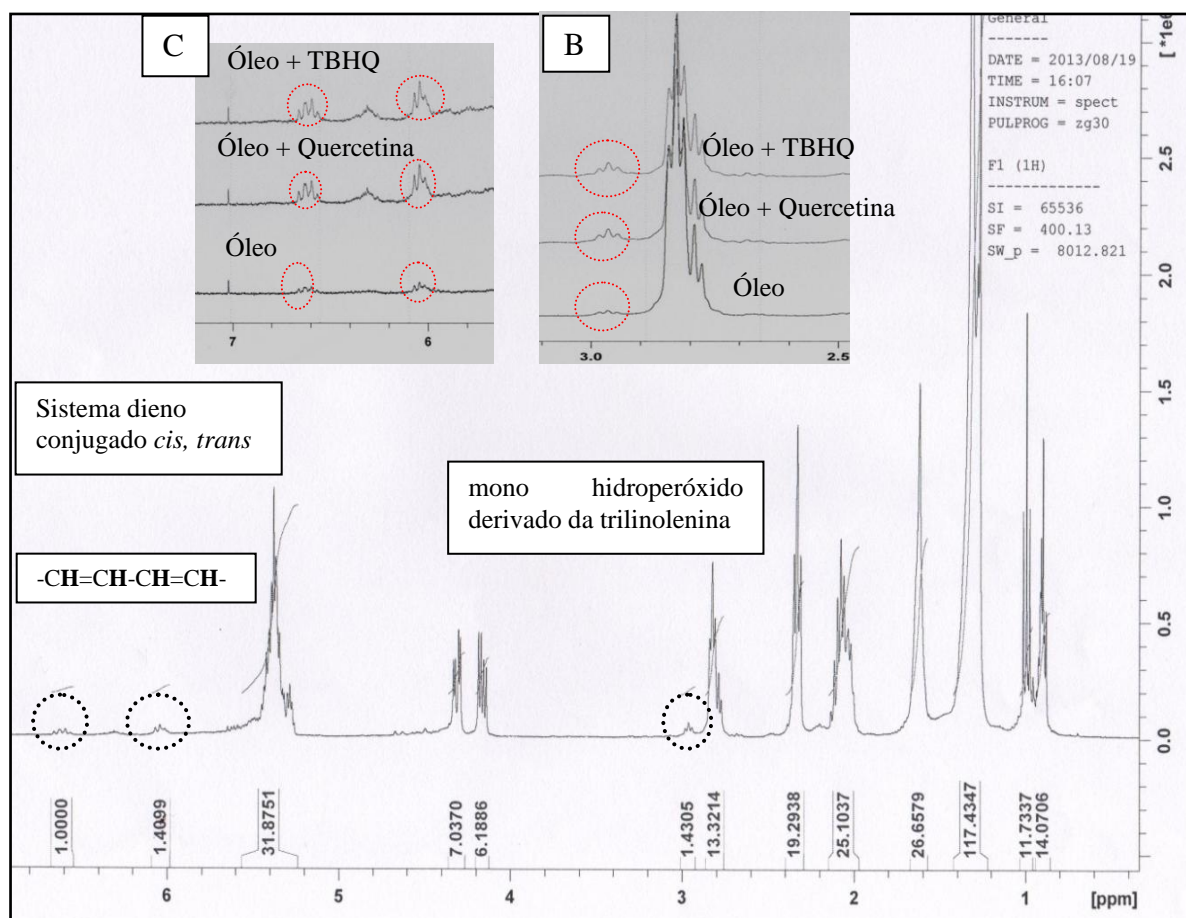 C
Óleo + TBHQ
Óleo + Quercetina
Óleo
7 6
B
Óleo + TBHQ
Óleo + Quercetina
Óleo
3.0 2.5
General
DATE = 2013/08/19
TIME = 16:07
INSTRUM = spect
PULPROG = zg30
F1 (1H)
SI = 65536
SF = 400.13
SW_p = 8012.821
[ *1e6
2.5
2.0
1.5
1.0
0.5
0.0
Sistema dieno
conjugado cis, trans
-CH=CH-CH=CH-
mono hidroperóxido
derivado da trilinolenina
1.0000
1.4099
31.8751
7.0370
6.1886
1.4305
13.3214
19.2938
25.1037
26.6579
117.4347
11.7337
14.0706
6 5 4 3 2 1 [ppm]